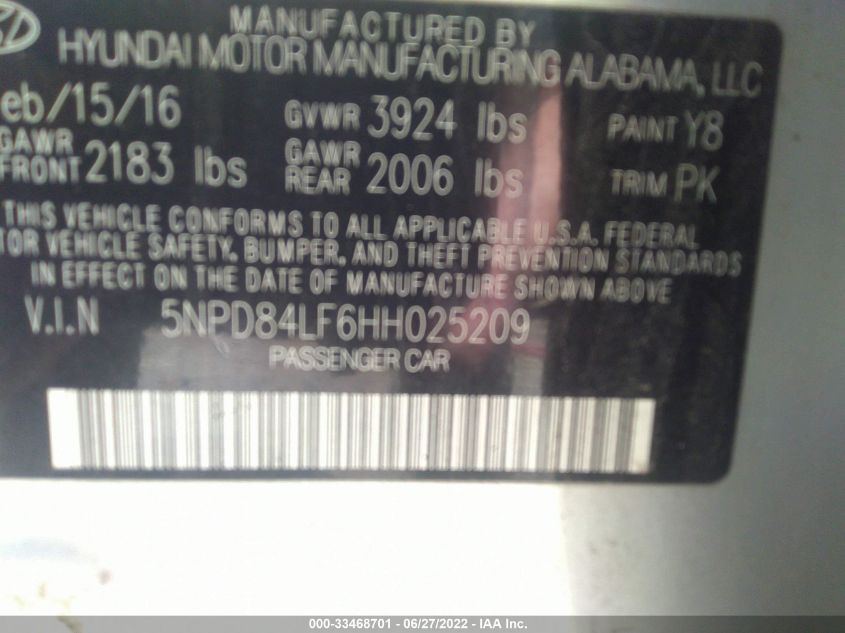 MANUFACTURED BY
HYUNDAI MOTOR MANUFACTURING ALABAMA, LLC
eb/15/16 GVWR 3924 lbs PAINT Y8
GAWR FRONT 2183 lbs GAWR REAR 2006 lbs TRIM PK
THIS VEHICLE CONFORMS TO ALL APPLICABLE U.S.A. FEDERAL
TOR VEHICLE SAFETY, BUMPER, AND THEFT PREVENTION STANDARDS
IN EFFECT ON THE DATE OF MANUFACTURE SHOWN ABOVE
V.I.N 5NPD84LF6HH025209
PASSENGER CAR
000-33468701 - 06/27/2022 - IAA Inc.